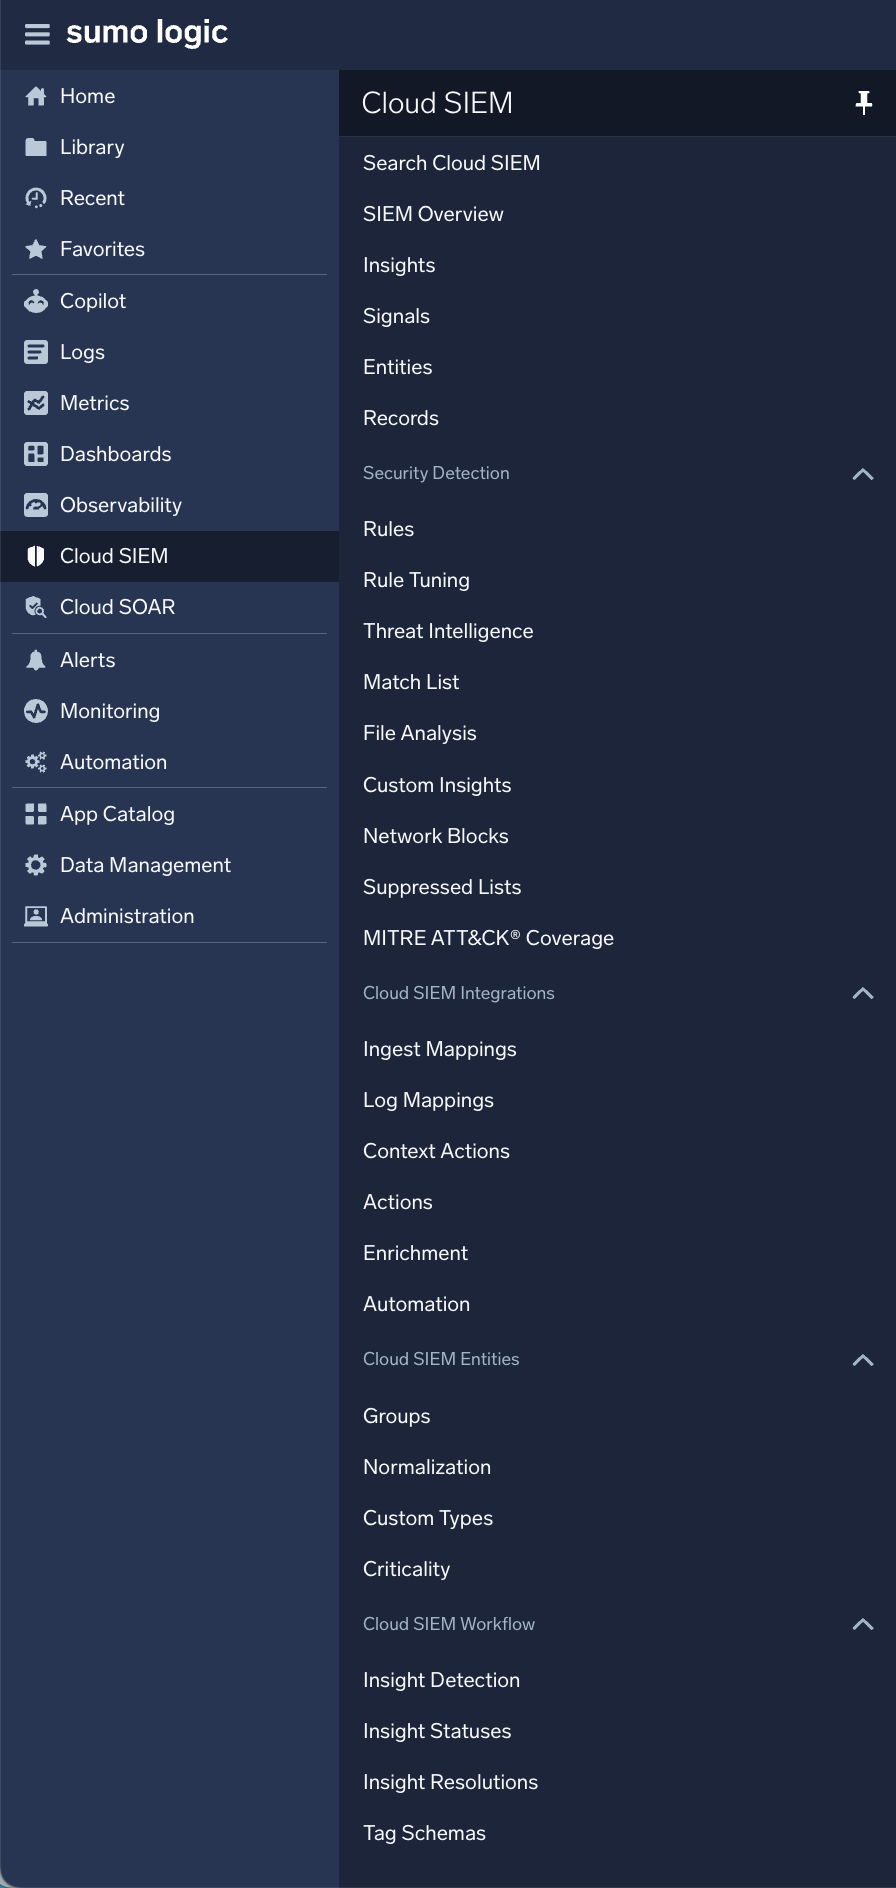 sumo logic
Home
Library
Recent
Favorites
Copilot
Logs
Metrics
Dashboards
Observability
Cloud SIEM
Cloud SOAR
Alerts
Monitoring
Automation
App Catalog
Data Management
Administration
Cloud SIEM
Search Cloud SIEM
SIEM Overview
Insights
Signals
Entities
Records
Security Detection
Rules
Rule Tuning
Threat Intelligence
Match List
File Analysis
Custom Insights
Network Blocks
Suppressed Lists
MITRE ATT&CK® Coverage
Cloud SIEM Integrations
Ingest Mappings
Log Mappings
Context Actions
Actions
Enrichment
Automation
Cloud SIEM Entities
Groups
Normalization
Custom Types
Criticality
Cloud SIEM Workflow
Insight Detection
Insight Statuses
Insight Resolutions
Tag Schemas